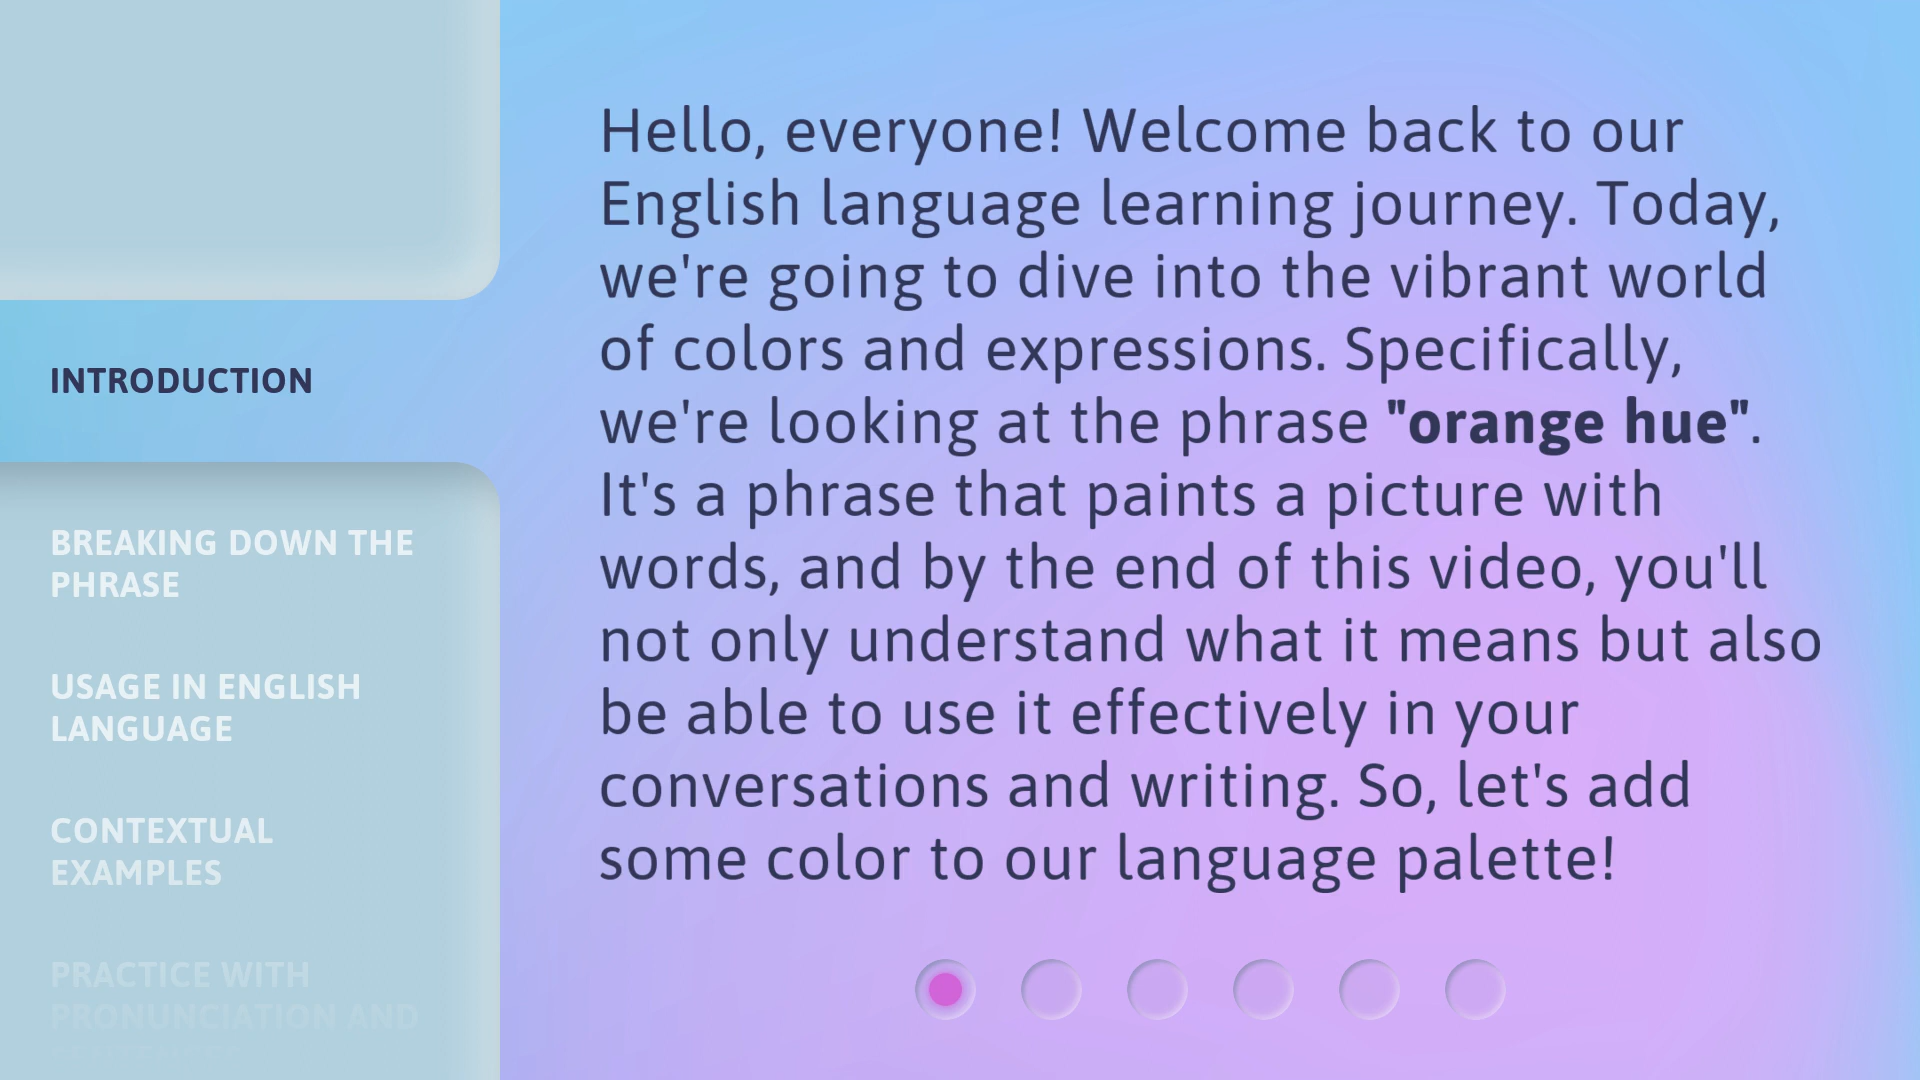 INTRODUCTION
BREAKING DOWN THE
PHRASE
USAGE IN ENGLISH
LANGUAGE
CONTEXTUAL
EXAMPLES
PRACTICE WITH
PRONUNCIATION AND
Hello, everyone! Welcome back to our
English language learning journey. Today,
we're going to dive into the vibrant world
of colors and expressions. Specifically,
we're looking at the phrase "orange hue".
It's a phrase that paints a picture with
words, and by the end of this video, you'll
not only understand what it means but also
be able to use it effectively in your
conversations and writing. So, let's add
some color to our language palette!